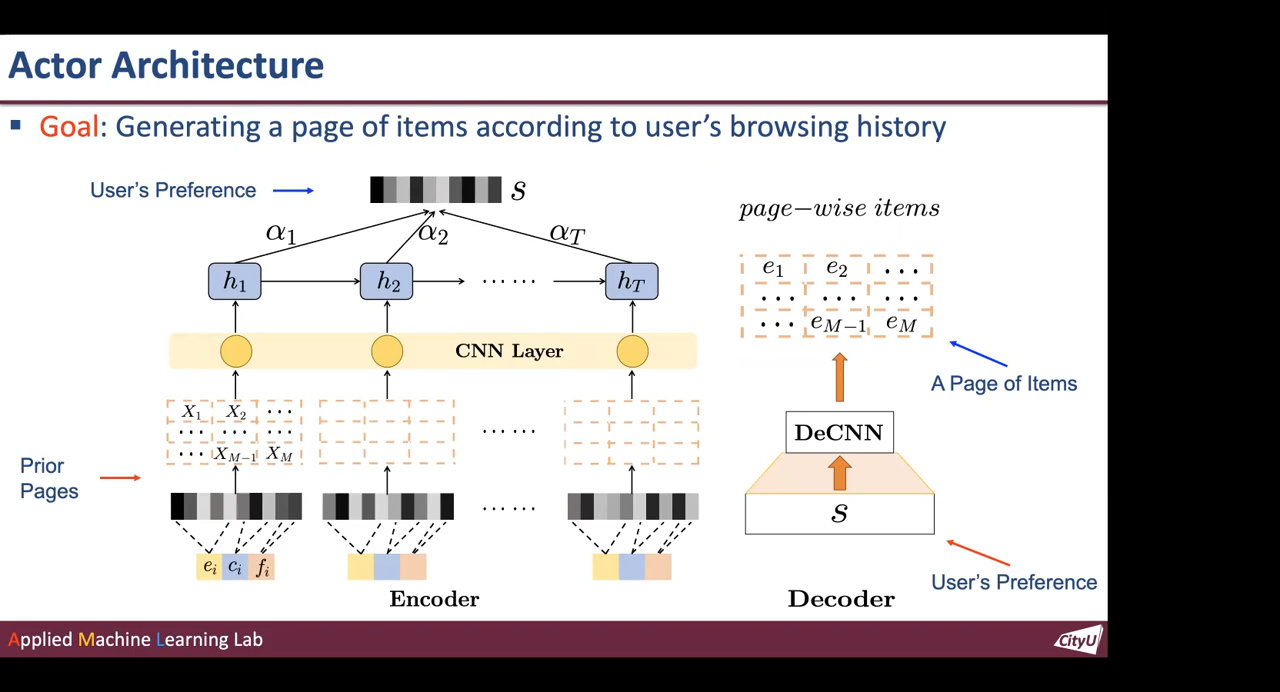 Actor Architecture
▪ Goal: Generating a page of items according to user's browsing history
User's Preference
s
α1 α2 αT
h1 h2 ...... hT
CNN Layer
X1 X2 ...
... ... ...
... XM−1 XM
......
Prior
Pages
......
ei ci fi
Encoder
page−wise items
e1 e2 ...
... ... ...
... eM−1 eM
A Page of Items
DeCNN
s
User's Preference
Decoder
Applied Machine Learning Lab
CityU